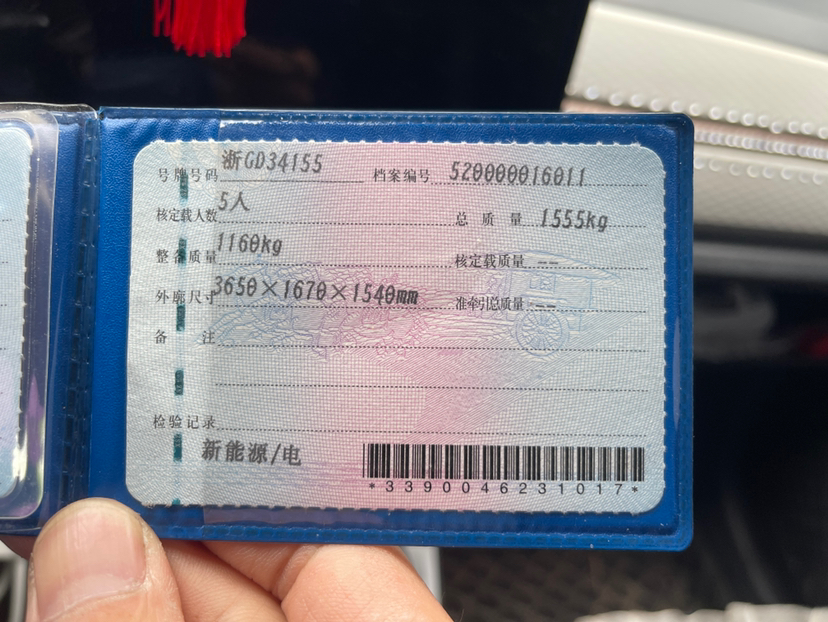 号牌号码 浙GD34155 档案编号 520000016011
核定载人数 5人 总质量 1555kg
整备质量 1160kg 核定载质量 --
外廓尺寸 3650×1670×1540mm 准牵引总质量 --
备注
检验记录
新能源/电
*3390046231017*